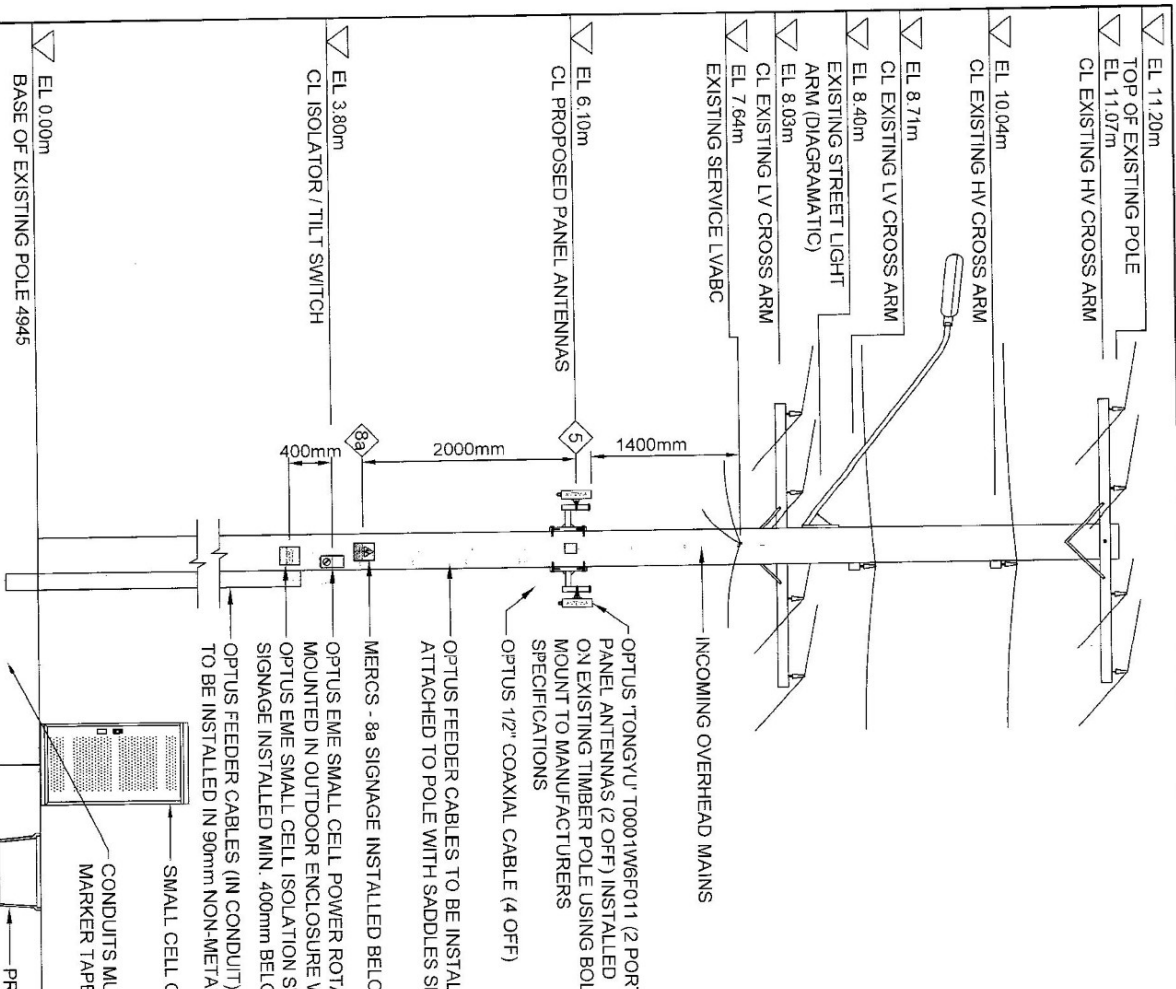 EL 11.20m
TOP OF EXISTING POLE
EL 11.07m
CL EXISTING HV CROSS ARM
EL 10.04m
CL EXISTING HV CROSS ARM
EL 8.71m
CL EXISTING LV CROSS ARM
EL 8.40m
EXISTING STREET LIGHT
ARM (DIAGRAMATIC)
EL 8.03m
CL EXISTING LV CROSS ARM
EL 7.64m
EXISTING SERVICE LVABC
EL 6.10m
CL PROPOSED PANEL ANTENNAS
EL 3.80m
CL ISOLATOR / TILT SWITCH
EL 0.00m
BASE OF EXISTING POLE 4945
1400mm
5
2000mm
8a
400mm
INCOMING OVERHEAD MAINS
OPTUS 'TONGYU' T0001W6F011 (2 PORT
PANEL ANTENNAS (2 OFF) INSTALLED
ON EXISTING TIMBER POLE USING BOL
MOUNT TO MANUFACTURERS
SPECIFICATIONS
OPTUS 1/2" COAXIAL CABLE (4 OFF)
OPTUS FEEDER CABLES TO BE INSTAL
ATTACHED TO POLE WITH SADDLES
MERCS - 8a SIGNAGE INSTALLED BELO
OPTUS EME SMALL CELL POWER ROTA
MOUNTED IN OUTDOOR ENCLOSURE
OPTUS EME SMALL CELL ISOLATION S
SIGNAGE INSTALLED MIN. 400mm BELO
OPTUS FEEDER CABLES (IN CONDUIT)
TO BE INSTALLED IN 90mm NON-META
SMALL CELL
CONDUITS MU
MARKER TAPE
PR